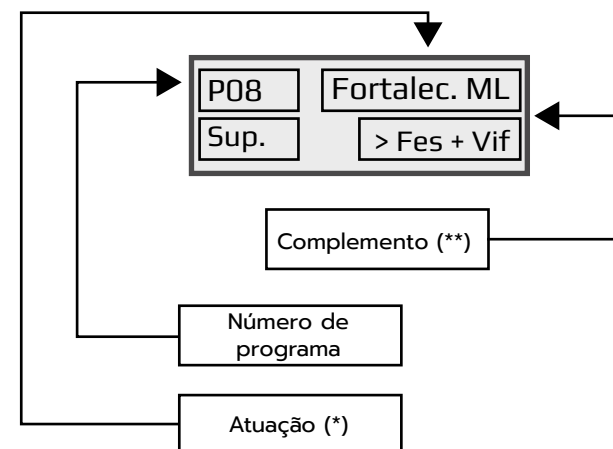 P08
Fortalec. ML
Sup.
> Fes + Vif
Complemento (**)
Número de
programa
Atuação (*)